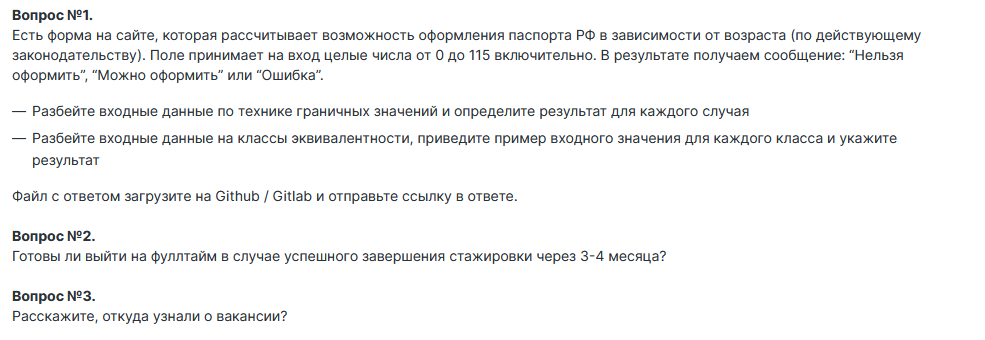 Вопрос №1.
Есть форма на сайте, которая рассчитывает возможность оформления паспорта РФ в зависимости от возраста (по действующему
законодательству). Поле принимает на вход целые числа от 0 до 115 включительно. В результате получаем сообщение: “Нельзя
оформить”, “Можно оформить” или “Ошибка”.
— Разбейте входные данные по технике граничных значений и определите результат для каждого случая
— Разбейте входные данные на классы эквивалентности, приведите пример входного значения для каждого класса и укажите
результат
Файл с ответом загрузите на Github / Gitlab и отправьте ссылку в ответе.
Вопрос №2.
Готовы ли выйти на фуллтайм в случае успешного завершения стажировки через 3-4 месяца?
Вопрос №3.
Расскажите, откуда узнали о вакансии?